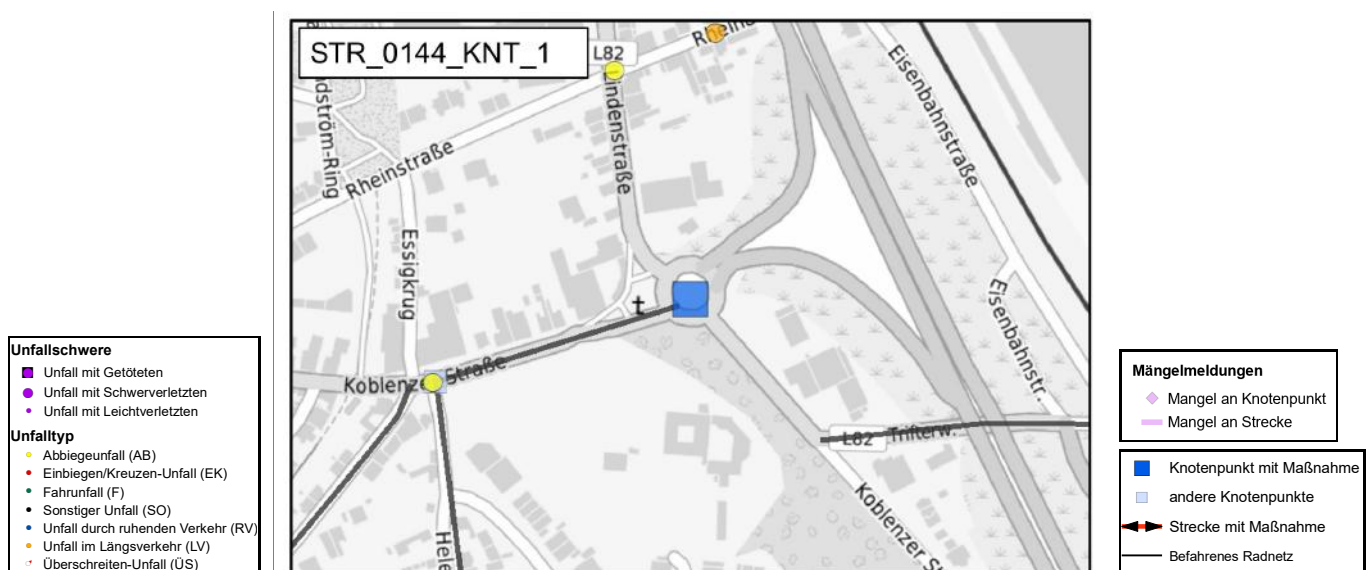 STR_0144_KNT_1
L82
Rheinstraße
Lindenstraße
Essigkrug
Eisenbahnstraße
Eisenbahnstr.
Koblenzer Straße
L82 Trifterw.
Koblenzer St
Hele
Unfallschwere
Unfall mit Getöteten
Unfall mit Schwerverletzten
Unfall mit Leichtverletzten
Unfalltyp
Abbiegeunfall (AB)
Einbiegen/Kreuzen-Unfall (EK)
Fahrunfall (F)
Sonstiger Unfall (SO)
Unfall durch ruhenden Verkehr (RV)
Unfall im Längsverkehr (LV)
Überschreiten-Unfall (ÜS)
Mängelmeldungen
Mangel an Knotenpunkt
Mangel an Strecke
Knotenpunkt mit Maßnahme
andere Knotenpunkte
Strecke mit Maßnahme
Befahrenes Radnetz